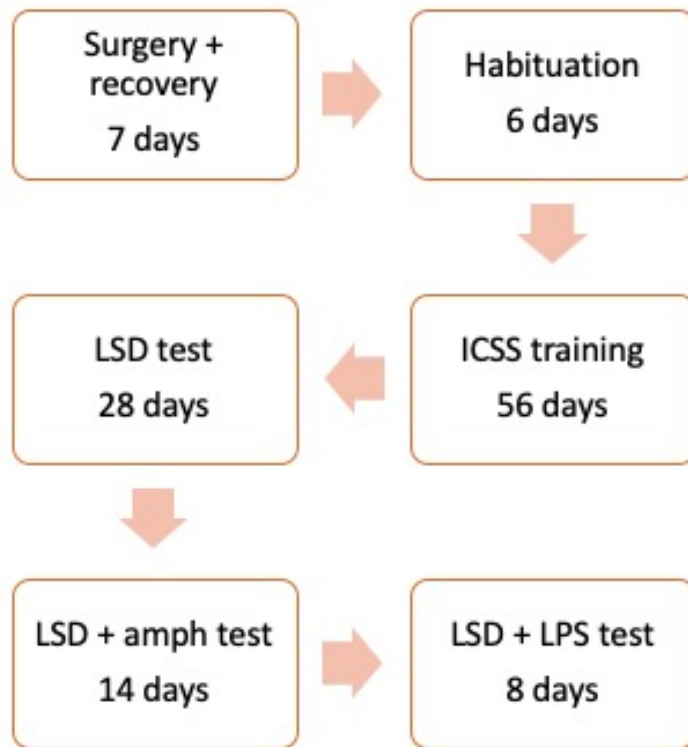 Surgery +
recovery
7 days
Habituation
6 days
ICSS training
56 days
LSD test
28 days
LSD + amph test
14 days
LSD + LPS test
8 days